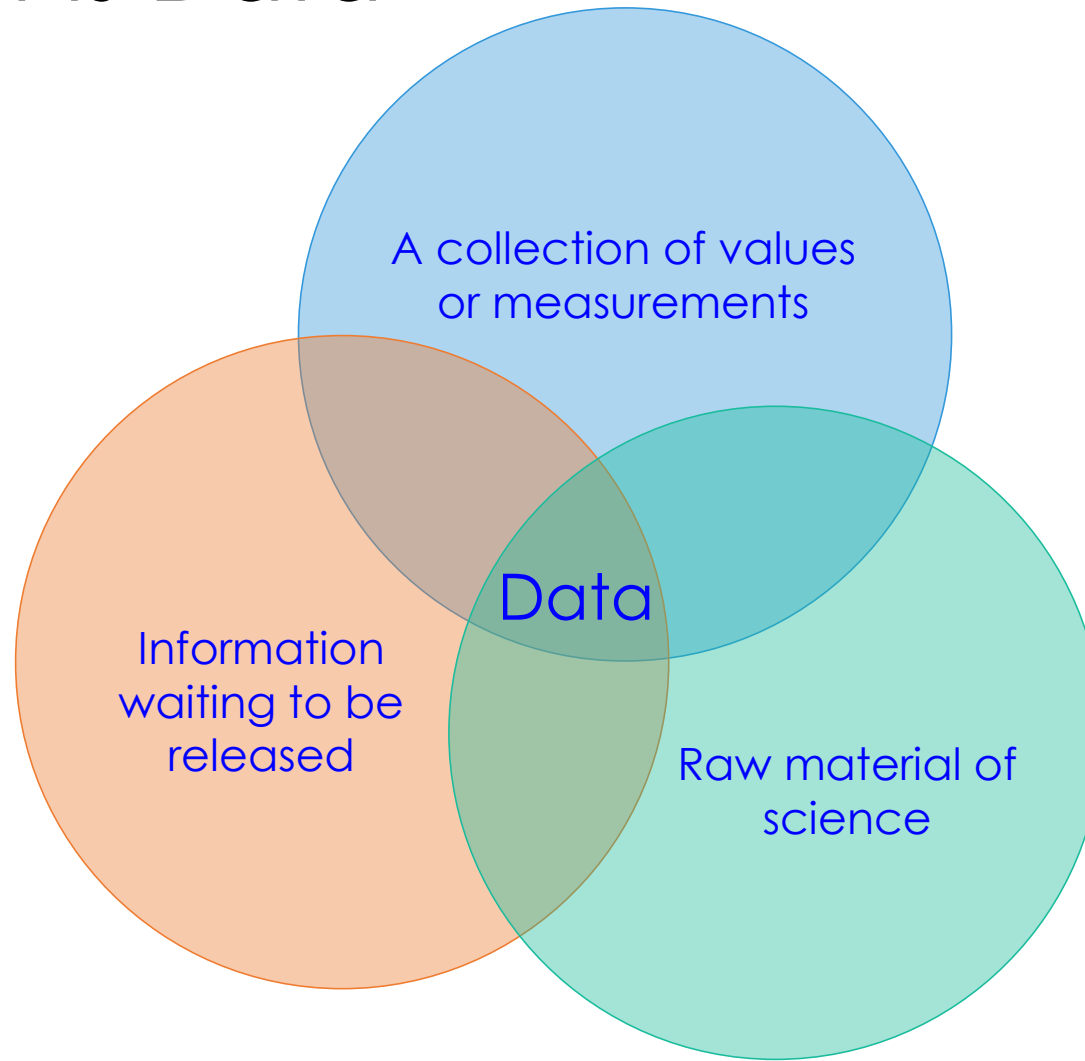 A collection of values
or measurements
Data
Information
waiting to be
released
Raw material of
science